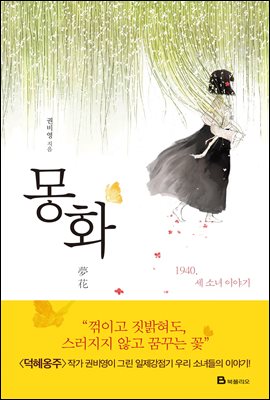 권비영
지음
몽화
夢花
1940,
세 소녀 이야기
“꺾이고 짓밟혀도,
스러지지 않고 꿈꾸는 꽃”
〈덕혜옹주〉 작가 권비영이 그린 일제강점기 우리 소녀들의 이야기!
B 북폴리오